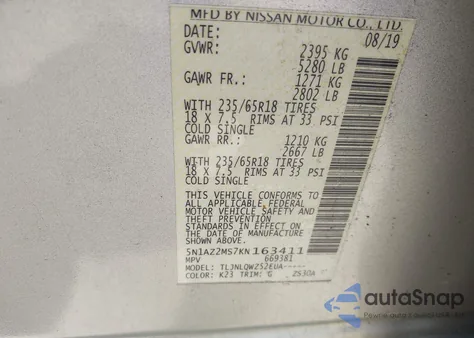 MFD BY NISSAN MOTOR CO., LTD.
DATE: 08/19
GVWR: 2395 KG
5280 LB
GAWR FR.: 1271 KG
2802 LB
WITH 235/65R18 TIRES
18 X 7.5 RIMS AT 33 PSI
COLD SINGLE
GAWR RR.: 1210 KG
2667 LB
WITH 235/65R18 TIRES
18 X 7.5 RIMS AT 33 PSI
COLD SINGLE
THIS VEHICLE CONFORMS TO
ALL APPLICABLE FEDERAL
MOTOR VEHICLE SAFETY AND
THEFT PREVENTION
STANDARDS IN EFFECT ON
THE DATE OF MANUFACTURE
SHOWN ABOVE.
5N1AZ2MS7KN163411
MPV 669381
MODEL: TLJNLQWZ52EUA-----
COLOR: K23 TRIM: G ZS30A
autoSnap